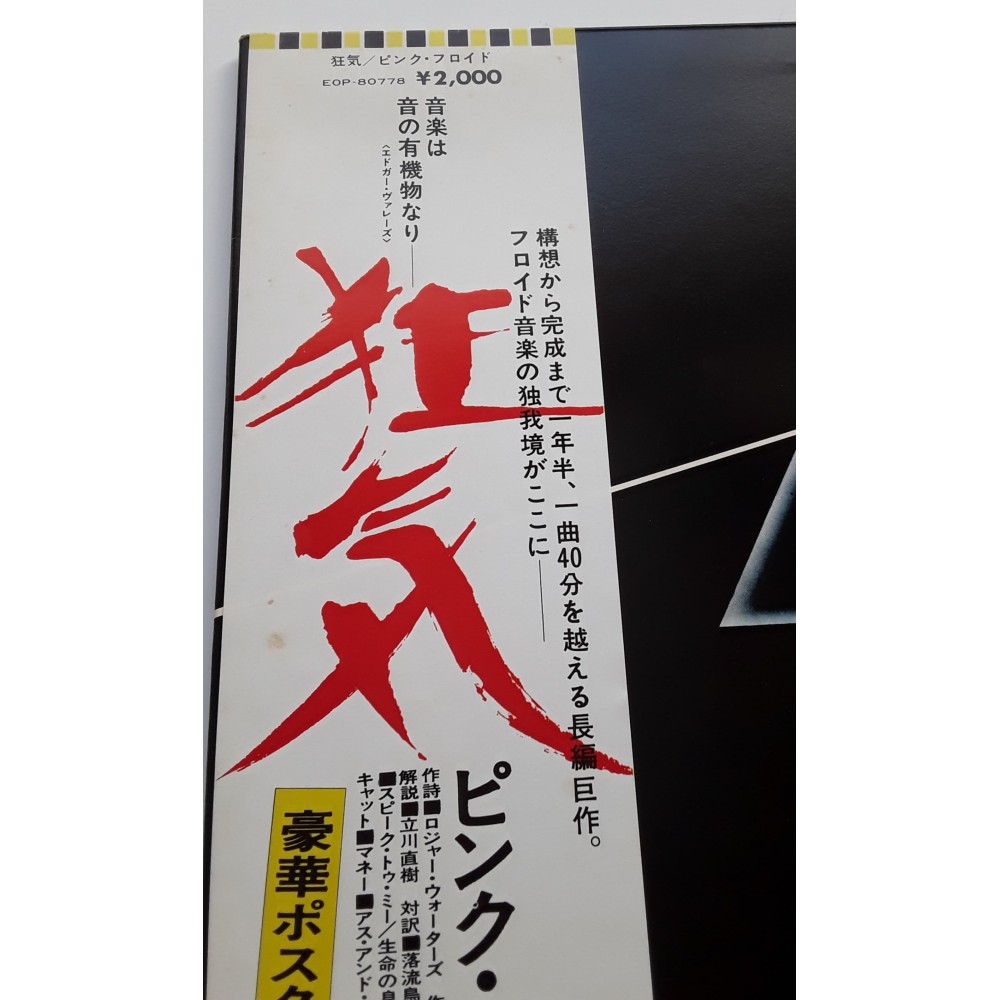 狂気／ピンク・フロイド
EOP-80778 ¥2,000
音楽は
音の有機物なり——
〈エドガー・ヴァレーズ〉
構想から完成まで一年半、一曲40分を越える長編巨作。
フロイド音楽の独我境がここに——
狂気
ピンク・
作詩■ロジャー・ウォーターズ
解説■立川直樹 対訳■落流鳥
■スピーク・トゥ・ミー／生命の息
キャット■マネー■アス・アンド・
豪華ポスタ